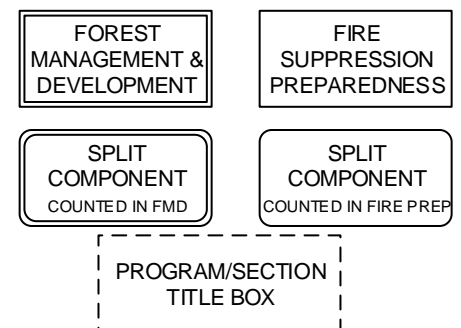 FOREST
MANAGEMENT &
DEVELOPMENT
FIRE
SUPPRESSION
PREPAREDNESS
SPLIT
COMPONENT
COUNTED IN FMD
SPLIT
COMPONENT
COUNTED IN FIRE PREP
PROGRAM/SECTION
TITLE BOX